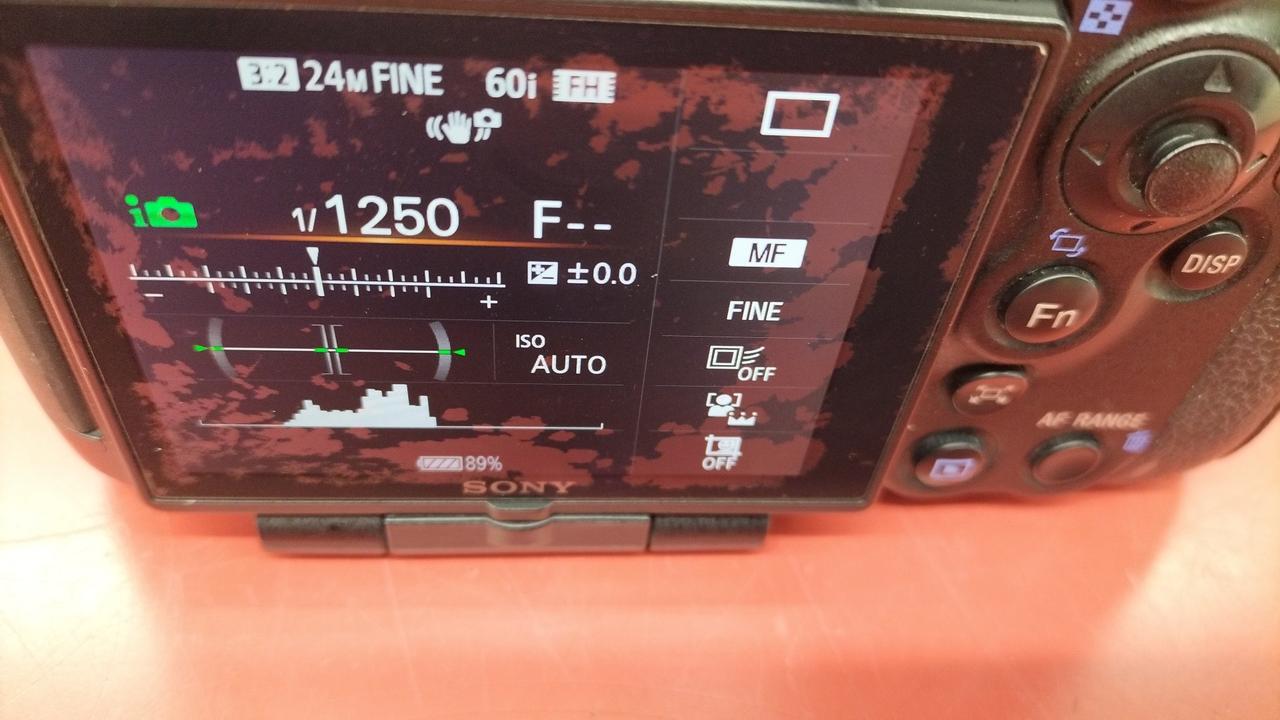 3:2 24M FINE 60i FH
i 1/1250 F--
±0.0
- +
ISO
AUTO
89%
SONY
MF
FINE
OFF
OFF
DISP
Fn
AF RANGE